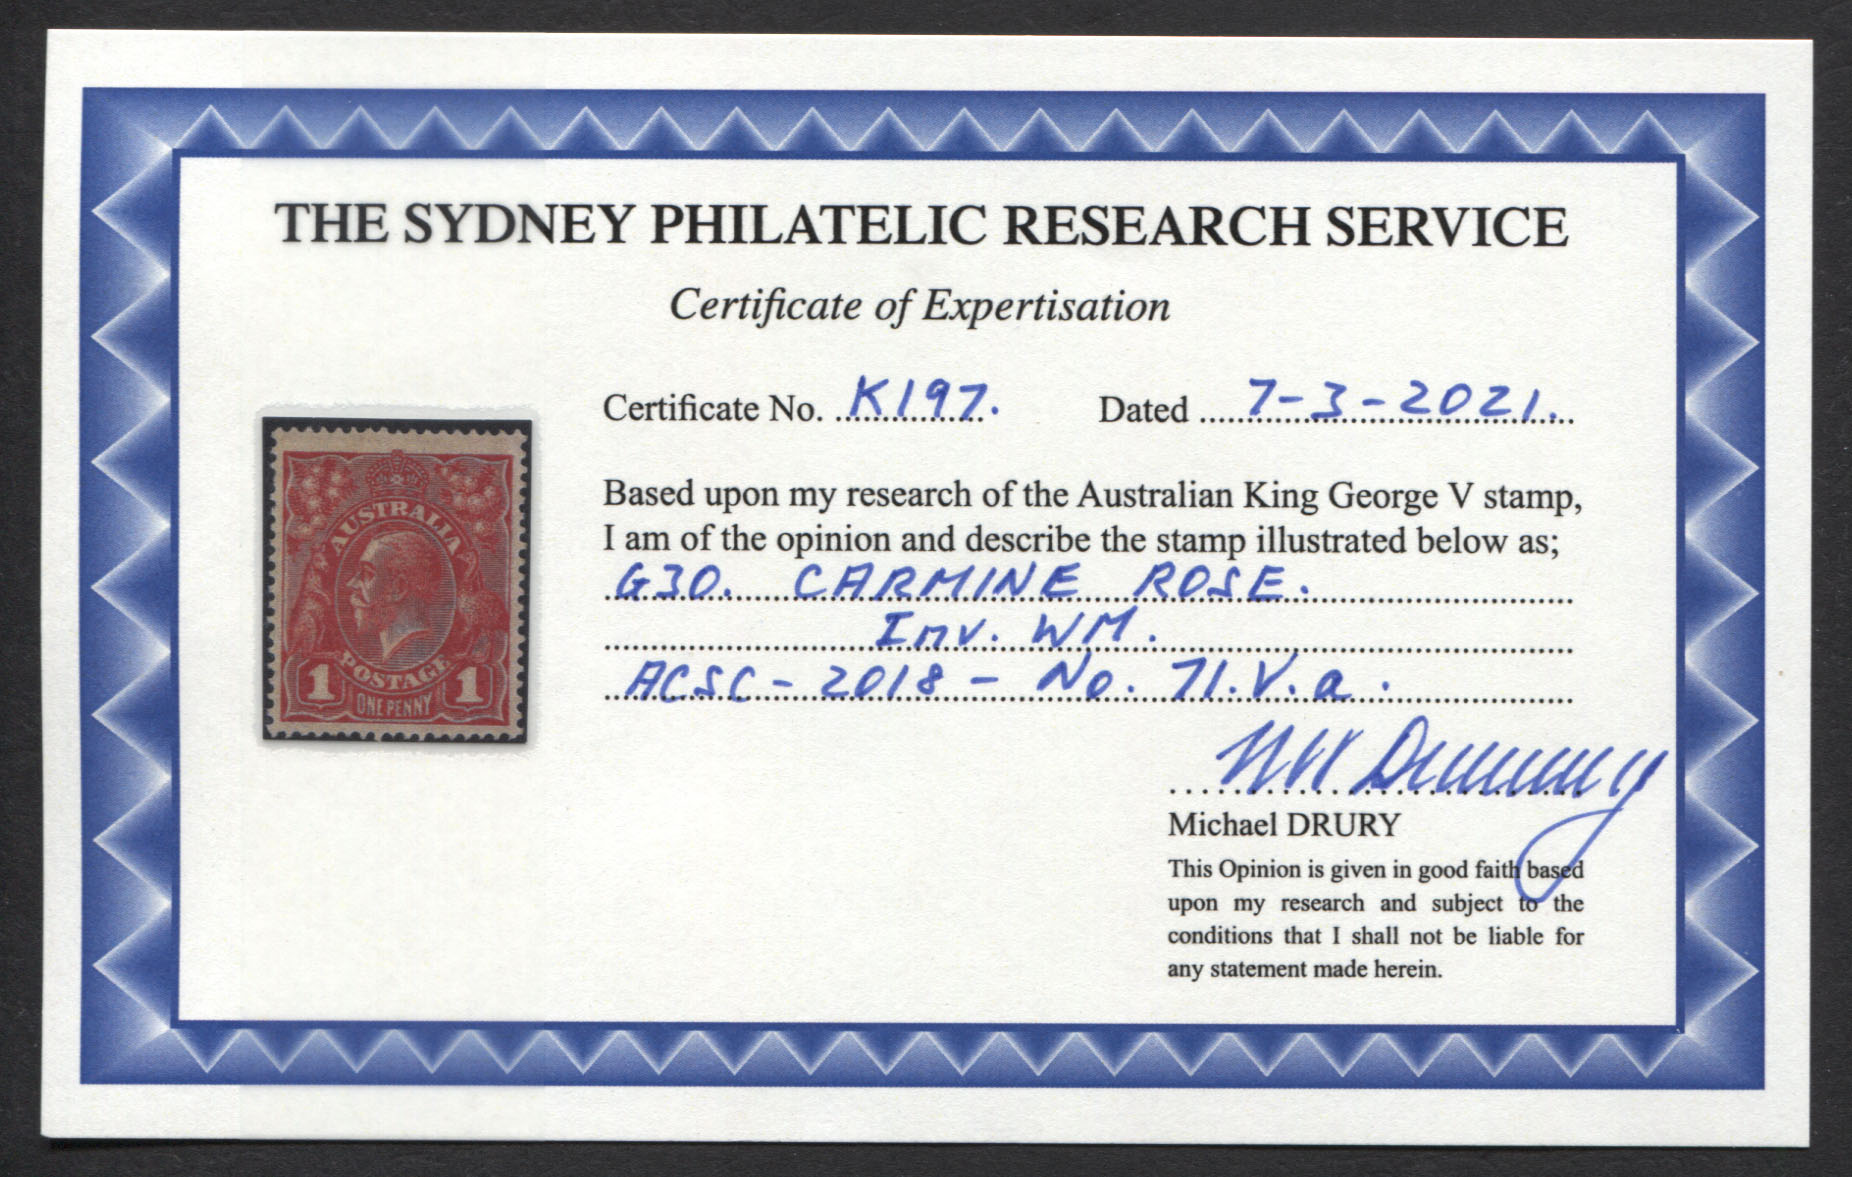 THE SYDNEY PHILATELIC RESEARCH SERVICE
Certificate of Expertisation
Certificate No. K197. Dated 7-3-2021.
Based upon my research of the Australian King George V stamp,
I am of the opinion and describe the stamp illustrated below as;
G30. CARMINE ROSE.
Inv. WM.
ACSC - 2018 - No. 71.V.a.
AUSTRALIA
POSTAGE
1 ONE PENNY 1
M Drury
Michael DRURY
This Opinion is given in good faith based
upon my research and subject to the
conditions that I shall not be liable for
any statement made herein.